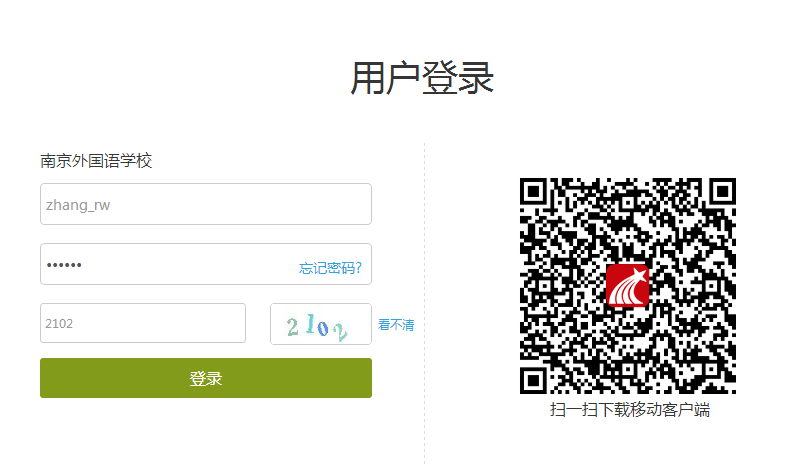 用户登录
南京外国语学校
zhang_rw
••••••
忘记密码?
2102
2102
看不清
登录
扫一扫下载移动客户端